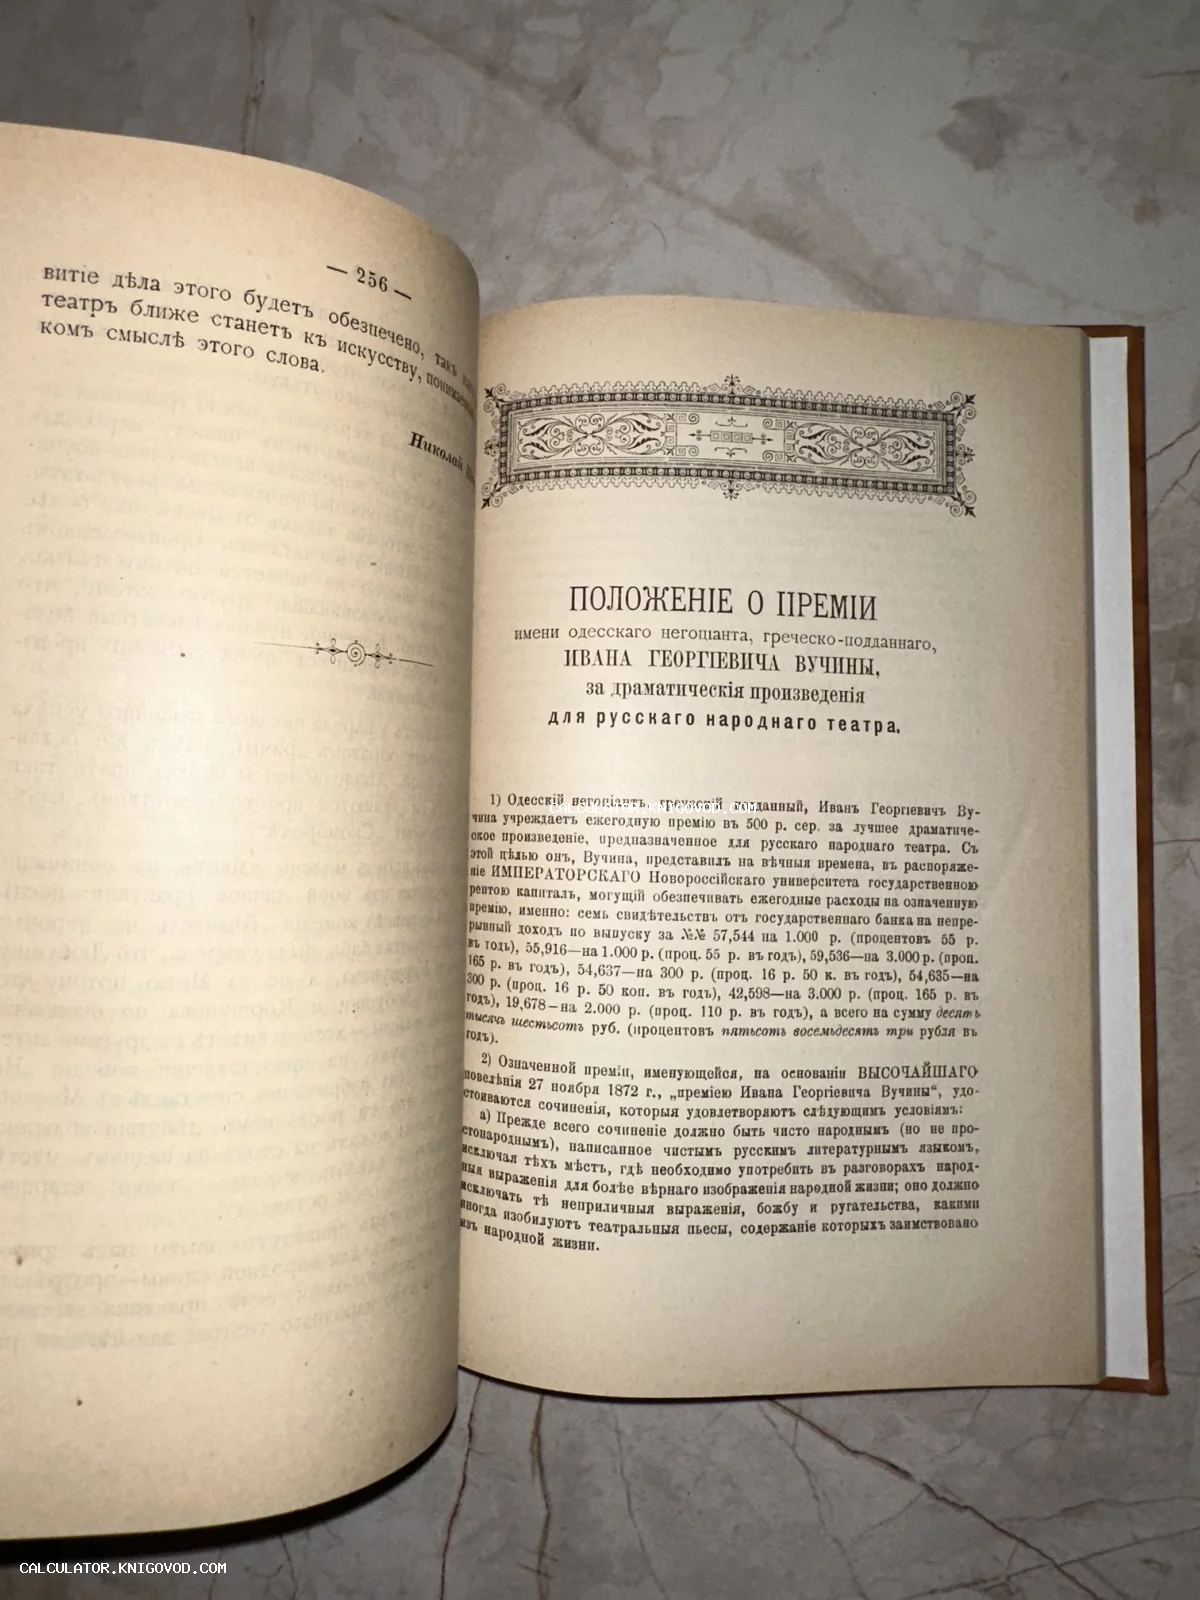 — 256 —
витіе дѣла этого будетъ обезпечено, такъ
театръ ближе станетъ къ искусству,
комъ смыслѣ этого слова.
Николай
ПОЛОЖЕНІЕ О ПРЕМІИ
имени одесскаго негоціанта, греческо-подданнаго,
ИВАНА ГЕОРГІЕВИЧА ВУЧИНЫ,
за драматическія произведенія
для русскаго народнаго театра.
1) Одесскій негоціантъ, греческій подданный, Иванъ Георгіевичъ Ву-
чина учреждаетъ ежегодную премію въ 500 р. сер. за лучшее драматиче-
ское произведеніе, предназначенное для русскаго народнаго театра. Съ
этой цѣлью онъ, Вучина, представилъ на вѣчныя времена, въ распоряже-
ніе ИМПЕРАТОРСКАГО Новороссійскаго университета государственною
рентою капиталъ, могущій обезпечивать ежегодные расходы на означенную
премію, именно: семь свидѣтельствъ отъ государственнаго банка на непре-
рывный доходъ по выпуску за №№ 57,544 на 1.000 р. (процентовъ 55 р.
въ годъ), 55,916—на 1.000 р. (проц. 55 р. въ годъ), 59,536—на 3.000 р. (проц.
165 р. въ годъ), 54,637—на 300 р. (проц. 16 р. 50 к. въ годъ), 54,635—на
300 р. (проц. 16 р. 50 коп. въ годъ), 42,598—на 3.000 р. (проц. 165 р. въ
годъ), 19,678—на 2.000 р. (проц. 110 р. въ годъ), а всего на сумму десять
тысячъ шестьсотъ руб. (процентовъ пятьсотъ восемьдесятъ три рубля въ
годъ).
2) Означенной преміи, именующейся, на основаніи ВЫСОЧАЙШАГО
повелѣнія 27 ноября 1872 г., „преміею Ивана Георгіевича Вучины“, удо-
стоиваются сочиненія, которыя удовлетворяютъ слѣдующимъ условіямъ:
а) Прежде всего сочиненіе должно быть чисто народнымъ (но не про-
стонароднымъ), написанное чистымъ русскимъ литературнымъ языкомъ,
исключая тѣхъ мѣстъ, гдѣ необходимо употребить въ разговорахъ народ-
ныя выраженія для болѣе вѣрнаго изображенія народной жизни; оно должно
исключать тѣ неприличныя выраженія, божбу и ругательства, какими
иногда изобилуютъ театральныя пьесы, содержаніе которыхъ заимствовано
изъ народной жизни.
CALCULATOR.KNIGOVOD.COM
CALCULATOR.KNIGOVOD.COM